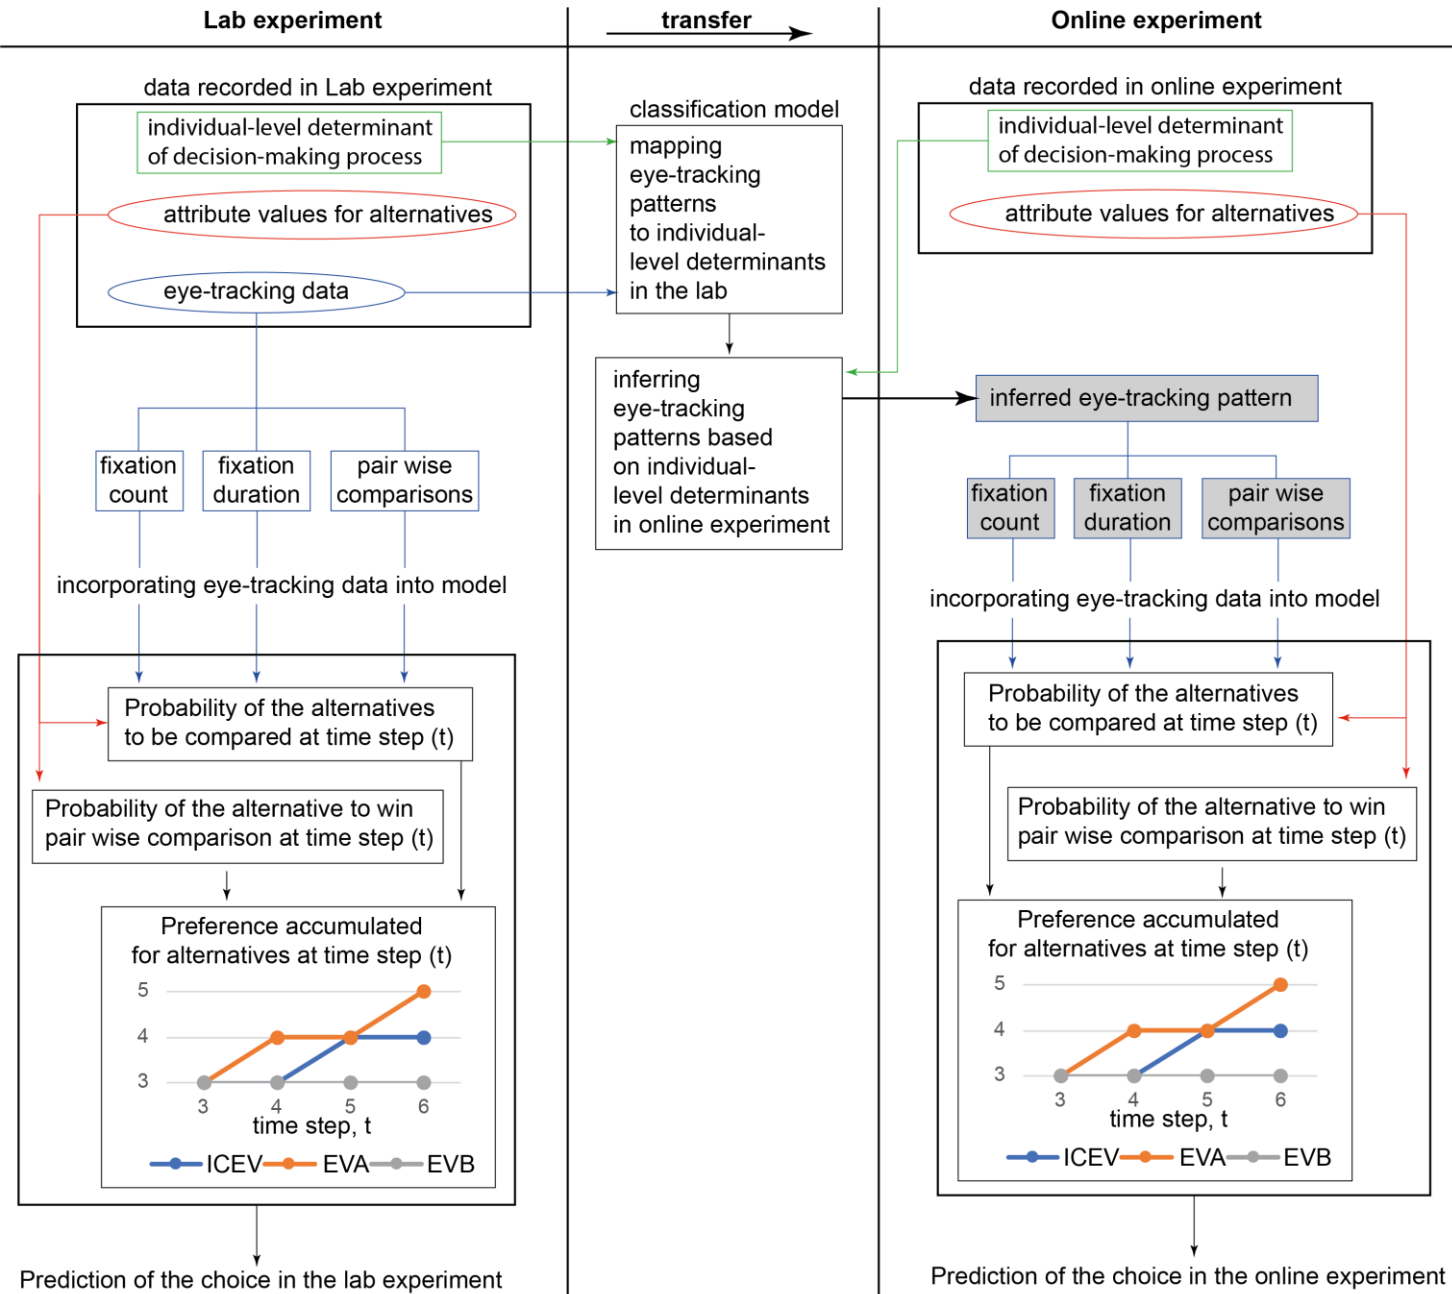 Lab experiment
transfer
Online experiment
data recorded in Lab experiment
individual-level determinant
of decision-making process
attribute values for alternatives
eye-tracking data
fixation
count
fixation
duration
pair wise
comparisons
incorporating eye-tracking data into model
Probability of the alternatives
to be compared at time step (t)
Probability of the alternative to win
pair wise comparison at time step (t)
Preference accumulated
for alternatives at time step (t)
5
4
3
3 4 5 6
time step, t
ICEV EVA EVB
Prediction of the choice in the lab experiment
classification model
mapping
eye-tracking
patterns
to individual-
level determinants
in the lab
inferring
eye-tracking
patterns based
on individual-
level determinants
in online experiment
data recorded in online experiment
individual-level determinant
of decision-making process
attribute values for alternatives
inferred eye-tracking pattern
fixation
count
fixation
duration
pair wise
comparisons
incorporating eye-tracking data into model
Probability of the alternatives
to be compared at time step (t)
Probability of the alternative to win
pair wise comparison at time step (t)
Preference accumulated
for alternatives at time step (t)
5
4
3
3 4 5 6
time step, t
ICEV EVA EVB
Prediction of the choice in the online experiment